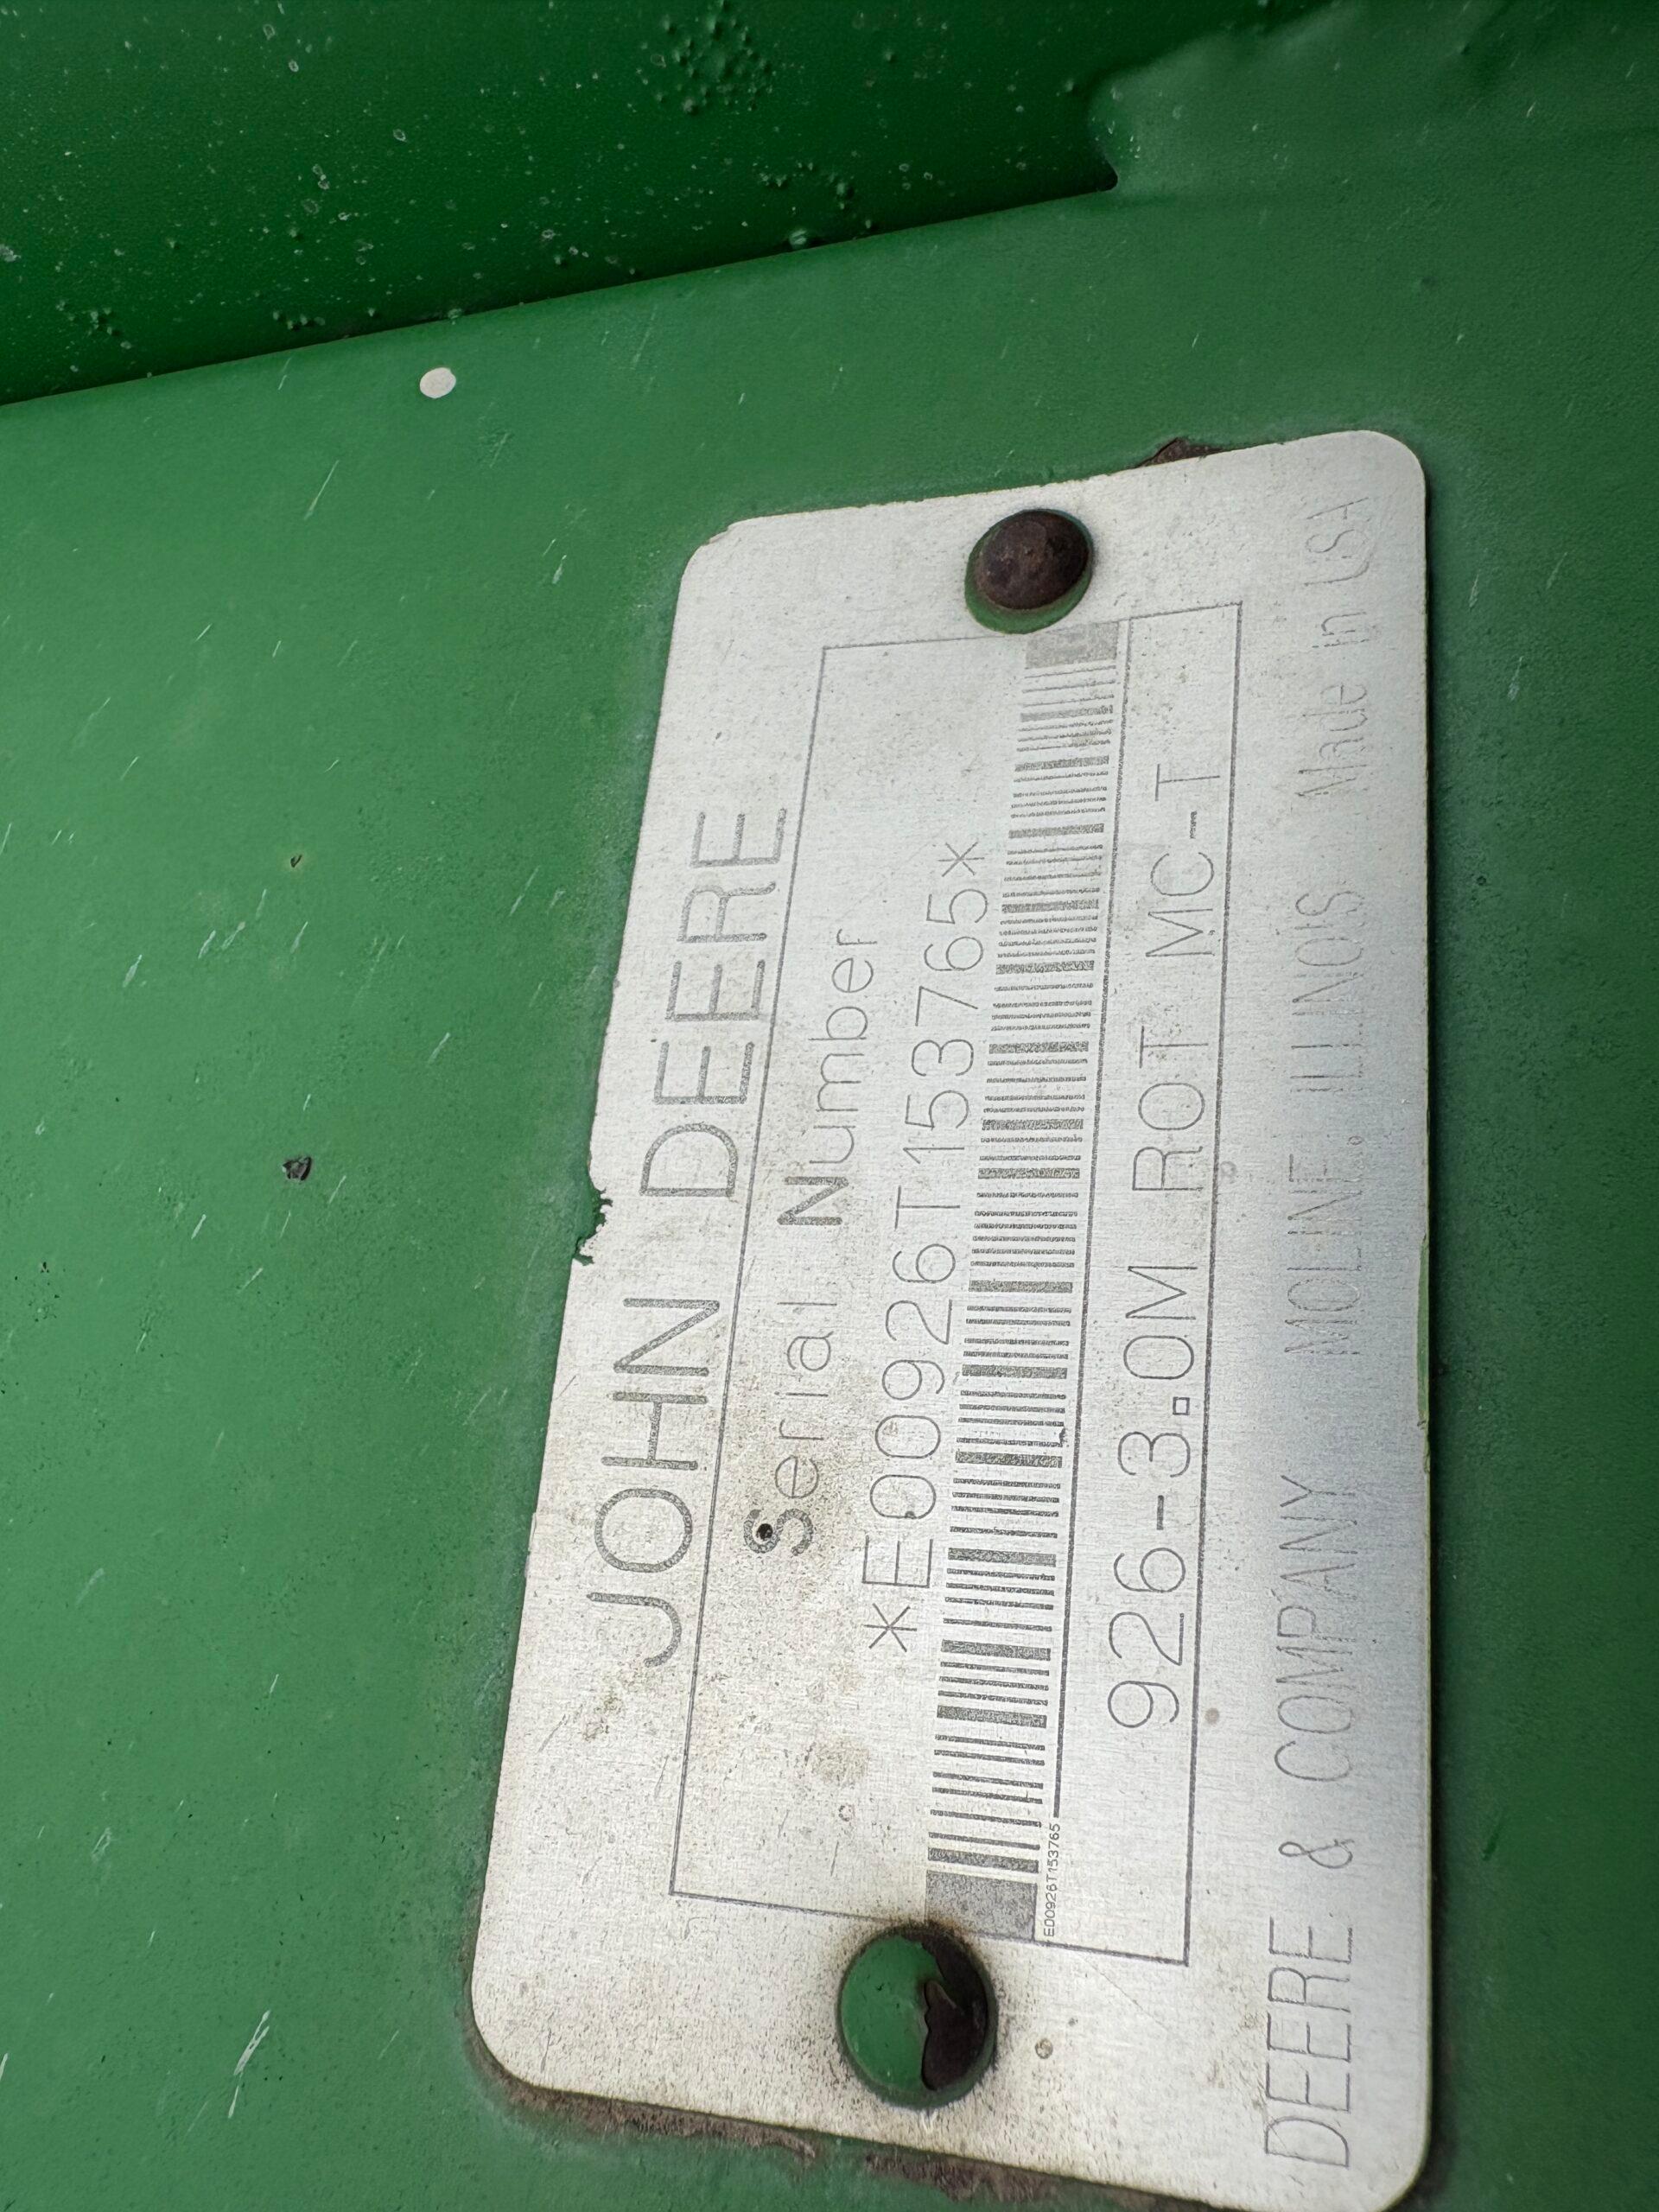 JOHN DEERE
Serial Number
*E00926T153765*
E00926T153765
926-3.0M ROT MC-T
DEERE & COMPANY MOLINE. ILLINOIS Made in USA